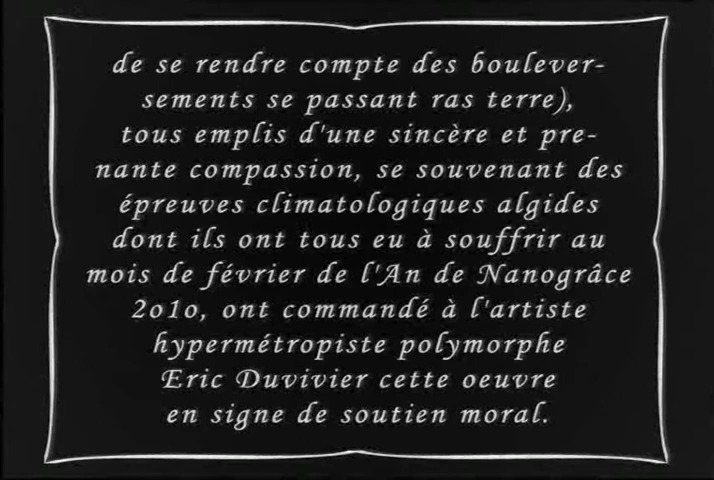 de se rendre compte des boulever-
sements se passant ras terre),
tous emplis d'une sincère et pre-
nante compassion, se souvenant des
épreuves climatologiques algides
dont ils ont tous eu à souffrir au
mois de février de l'An de Nanogrâce
2010, ont commandé à l'artiste
hypermétropiste polymorphe
Eric Duvivier cette oeuvre
en signe de soutien moral.